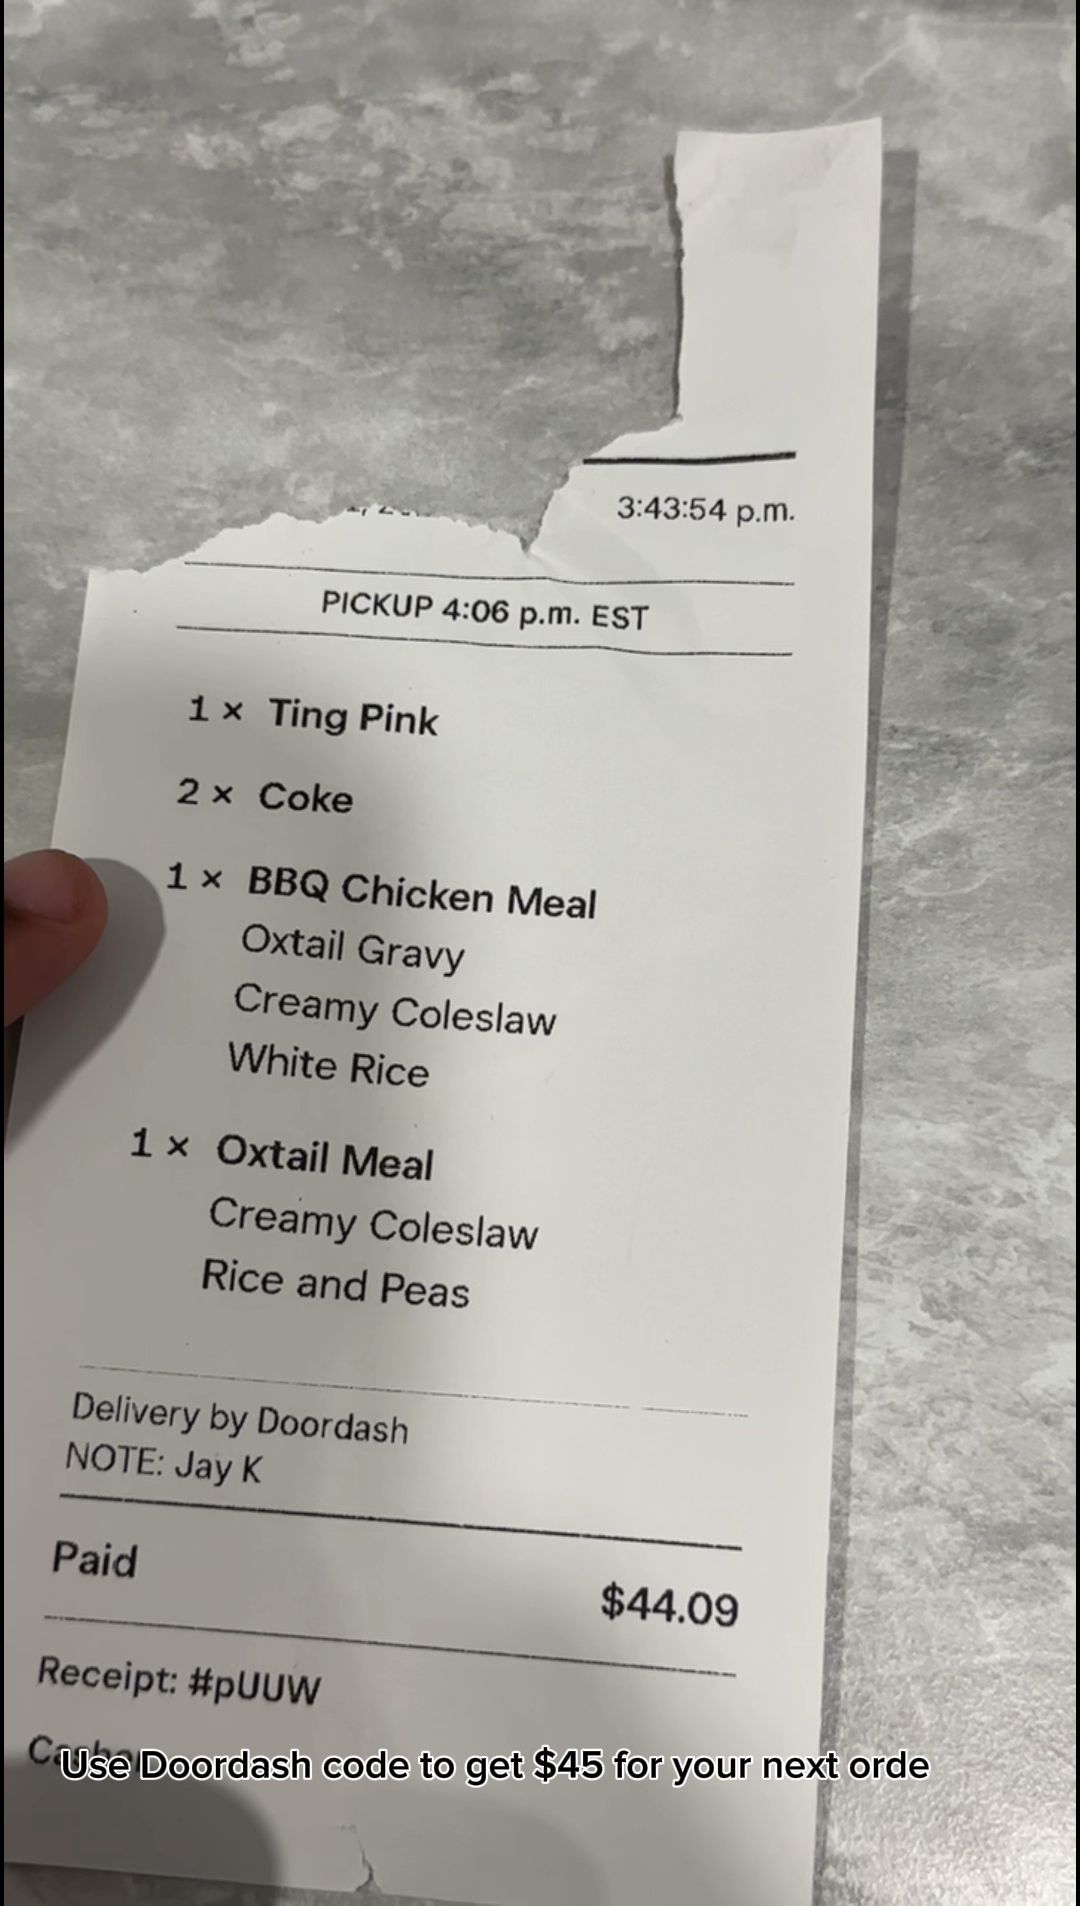 3:43:54 p.m.
PICKUP 4:06 p.m. EST
1 × Ting Pink
2 × Coke
1 × BBQ Chicken Meal
Oxtail Gravy
Creamy Coleslaw
White Rice
1 × Oxtail Meal
Creamy Coleslaw
Rice and Peas
Delivery by Doordash
NOTE: Jay K
Paid
$44.09
Receipt: #pUUW
Use Doordash code to get $45 for your next orde